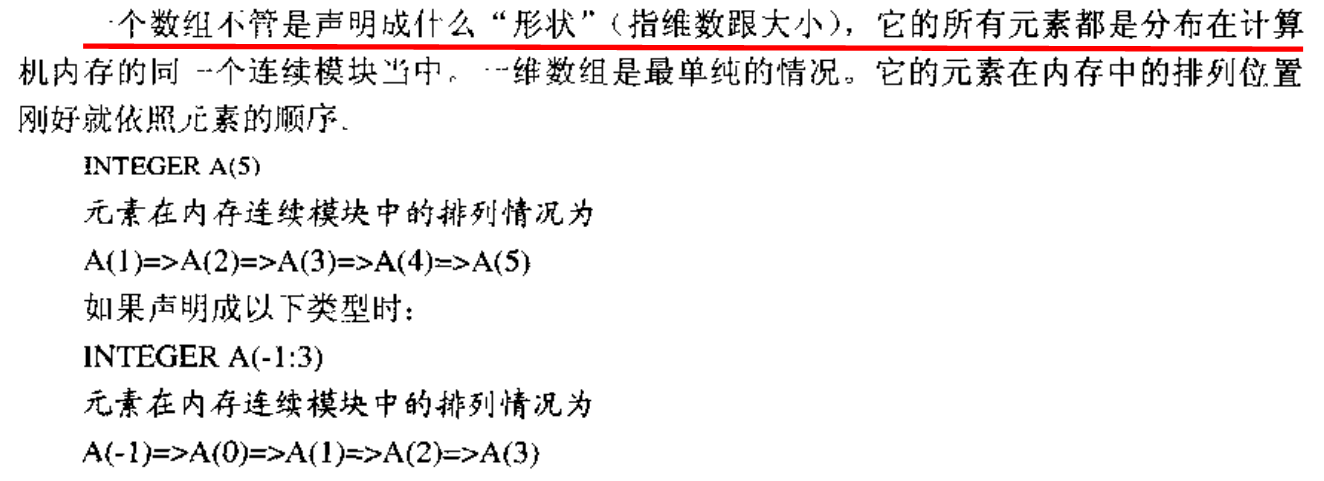 一个数组不管是声明成什么“形状”（指维数跟大小），它的所有元素都是分布在计算
机内存的同一个连续模块当中。一维数组是最单纯的情况。它的元素在内存中的排列位置
刚好就依照元素的顺序.
INTEGER A(5)
元素在内存连续模块中的排列情况为
A(1)=>A(2)=>A(3)=>A(4)=>A(5)
如果声明成以下类型时：
INTEGER A(-1:3)
元素在内存连续模块中的排列情况为
A(-1)=>A(0)=>A(1)=>A(2)=>A(3)